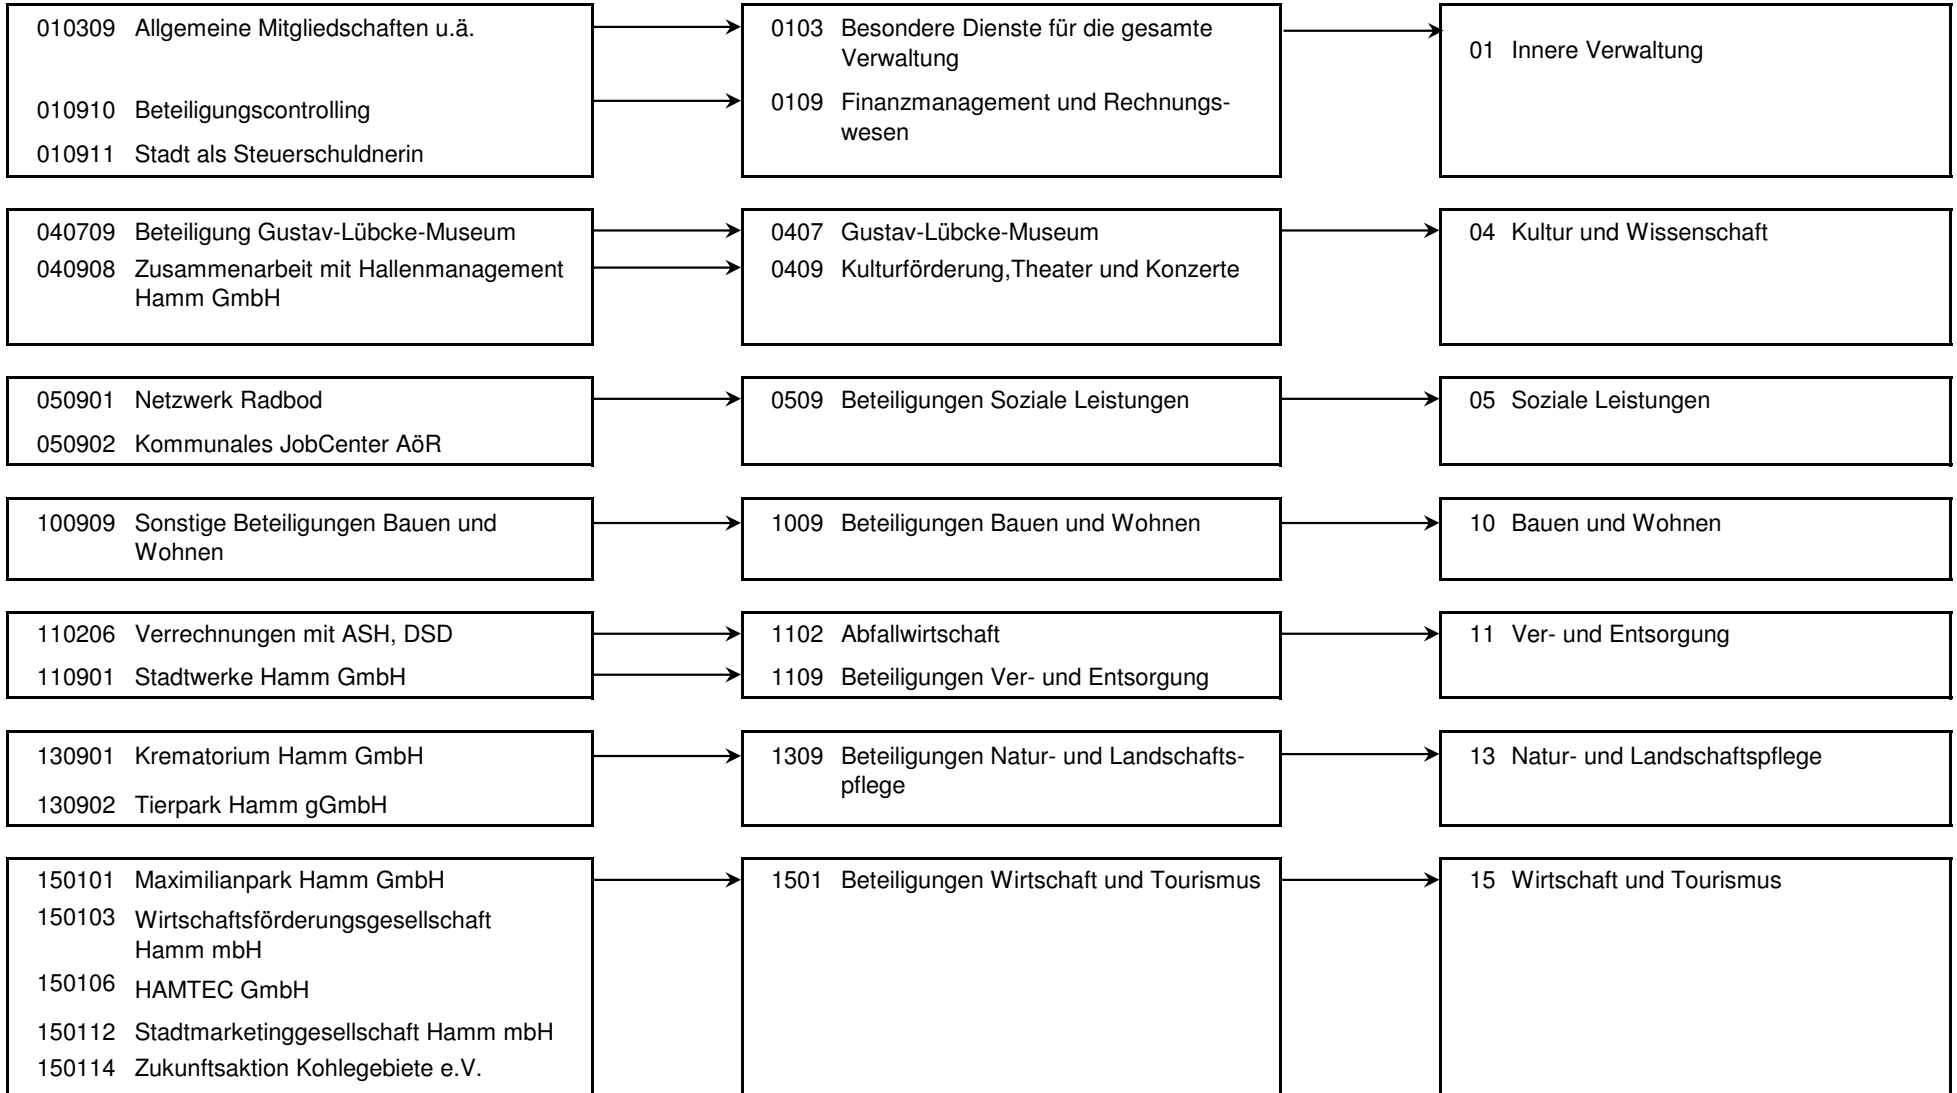 010309 Allgemeine Mitgliedschaften u.ä.
0103 Besondere Dienste für die gesamte
Verwaltung
01 Innere Verwaltung
010910 Beteiligungscontrolling
0109 Finanzmanagement und Rechnungs-
wesen
010911 Stadt als Steuerschuldnerin
040709 Beteiligung Gustav-Lübcke-Museum
0407 Gustav-Lübcke-Museum
04 Kultur und Wissenschaft
040908 Zusammenarbeit mit Hallenmanagement
Hamm GmbH
0409 Kulturförderung,Theater und Konzerte
050901 Netzwerk Radbod
0509 Beteiligungen Soziale Leistungen
05 Soziale Leistungen
050902 Kommunales JobCenter AöR
100909 Sonstige Beteiligungen Bauen und
Wohnen
1009 Beteiligungen Bauen und Wohnen
10 Bauen und Wohnen
110206 Verrechnungen mit ASH, DSD
1102 Abfallwirtschaft
11 Ver- und Entsorgung
110901 Stadtwerke Hamm GmbH
1109 Beteiligungen Ver- und Entsorgung
130901 Krematorium Hamm GmbH
1309 Beteiligungen Natur- und Landschafts-
pflege
13 Natur- und Landschaftspflege
130902 Tierpark Hamm gGmbH
150101 Maximilianpark Hamm GmbH
1501 Beteiligungen Wirtschaft und Tourismus
15 Wirtschaft und Tourismus
150103 Wirtschaftsförderungsgesellschaft
Hamm mbH
150106 HAMTEC GmbH
150112 Stadtmarketinggesellschaft Hamm mbH
150114 Zukunftsaktion Kohlegebiete e.V.